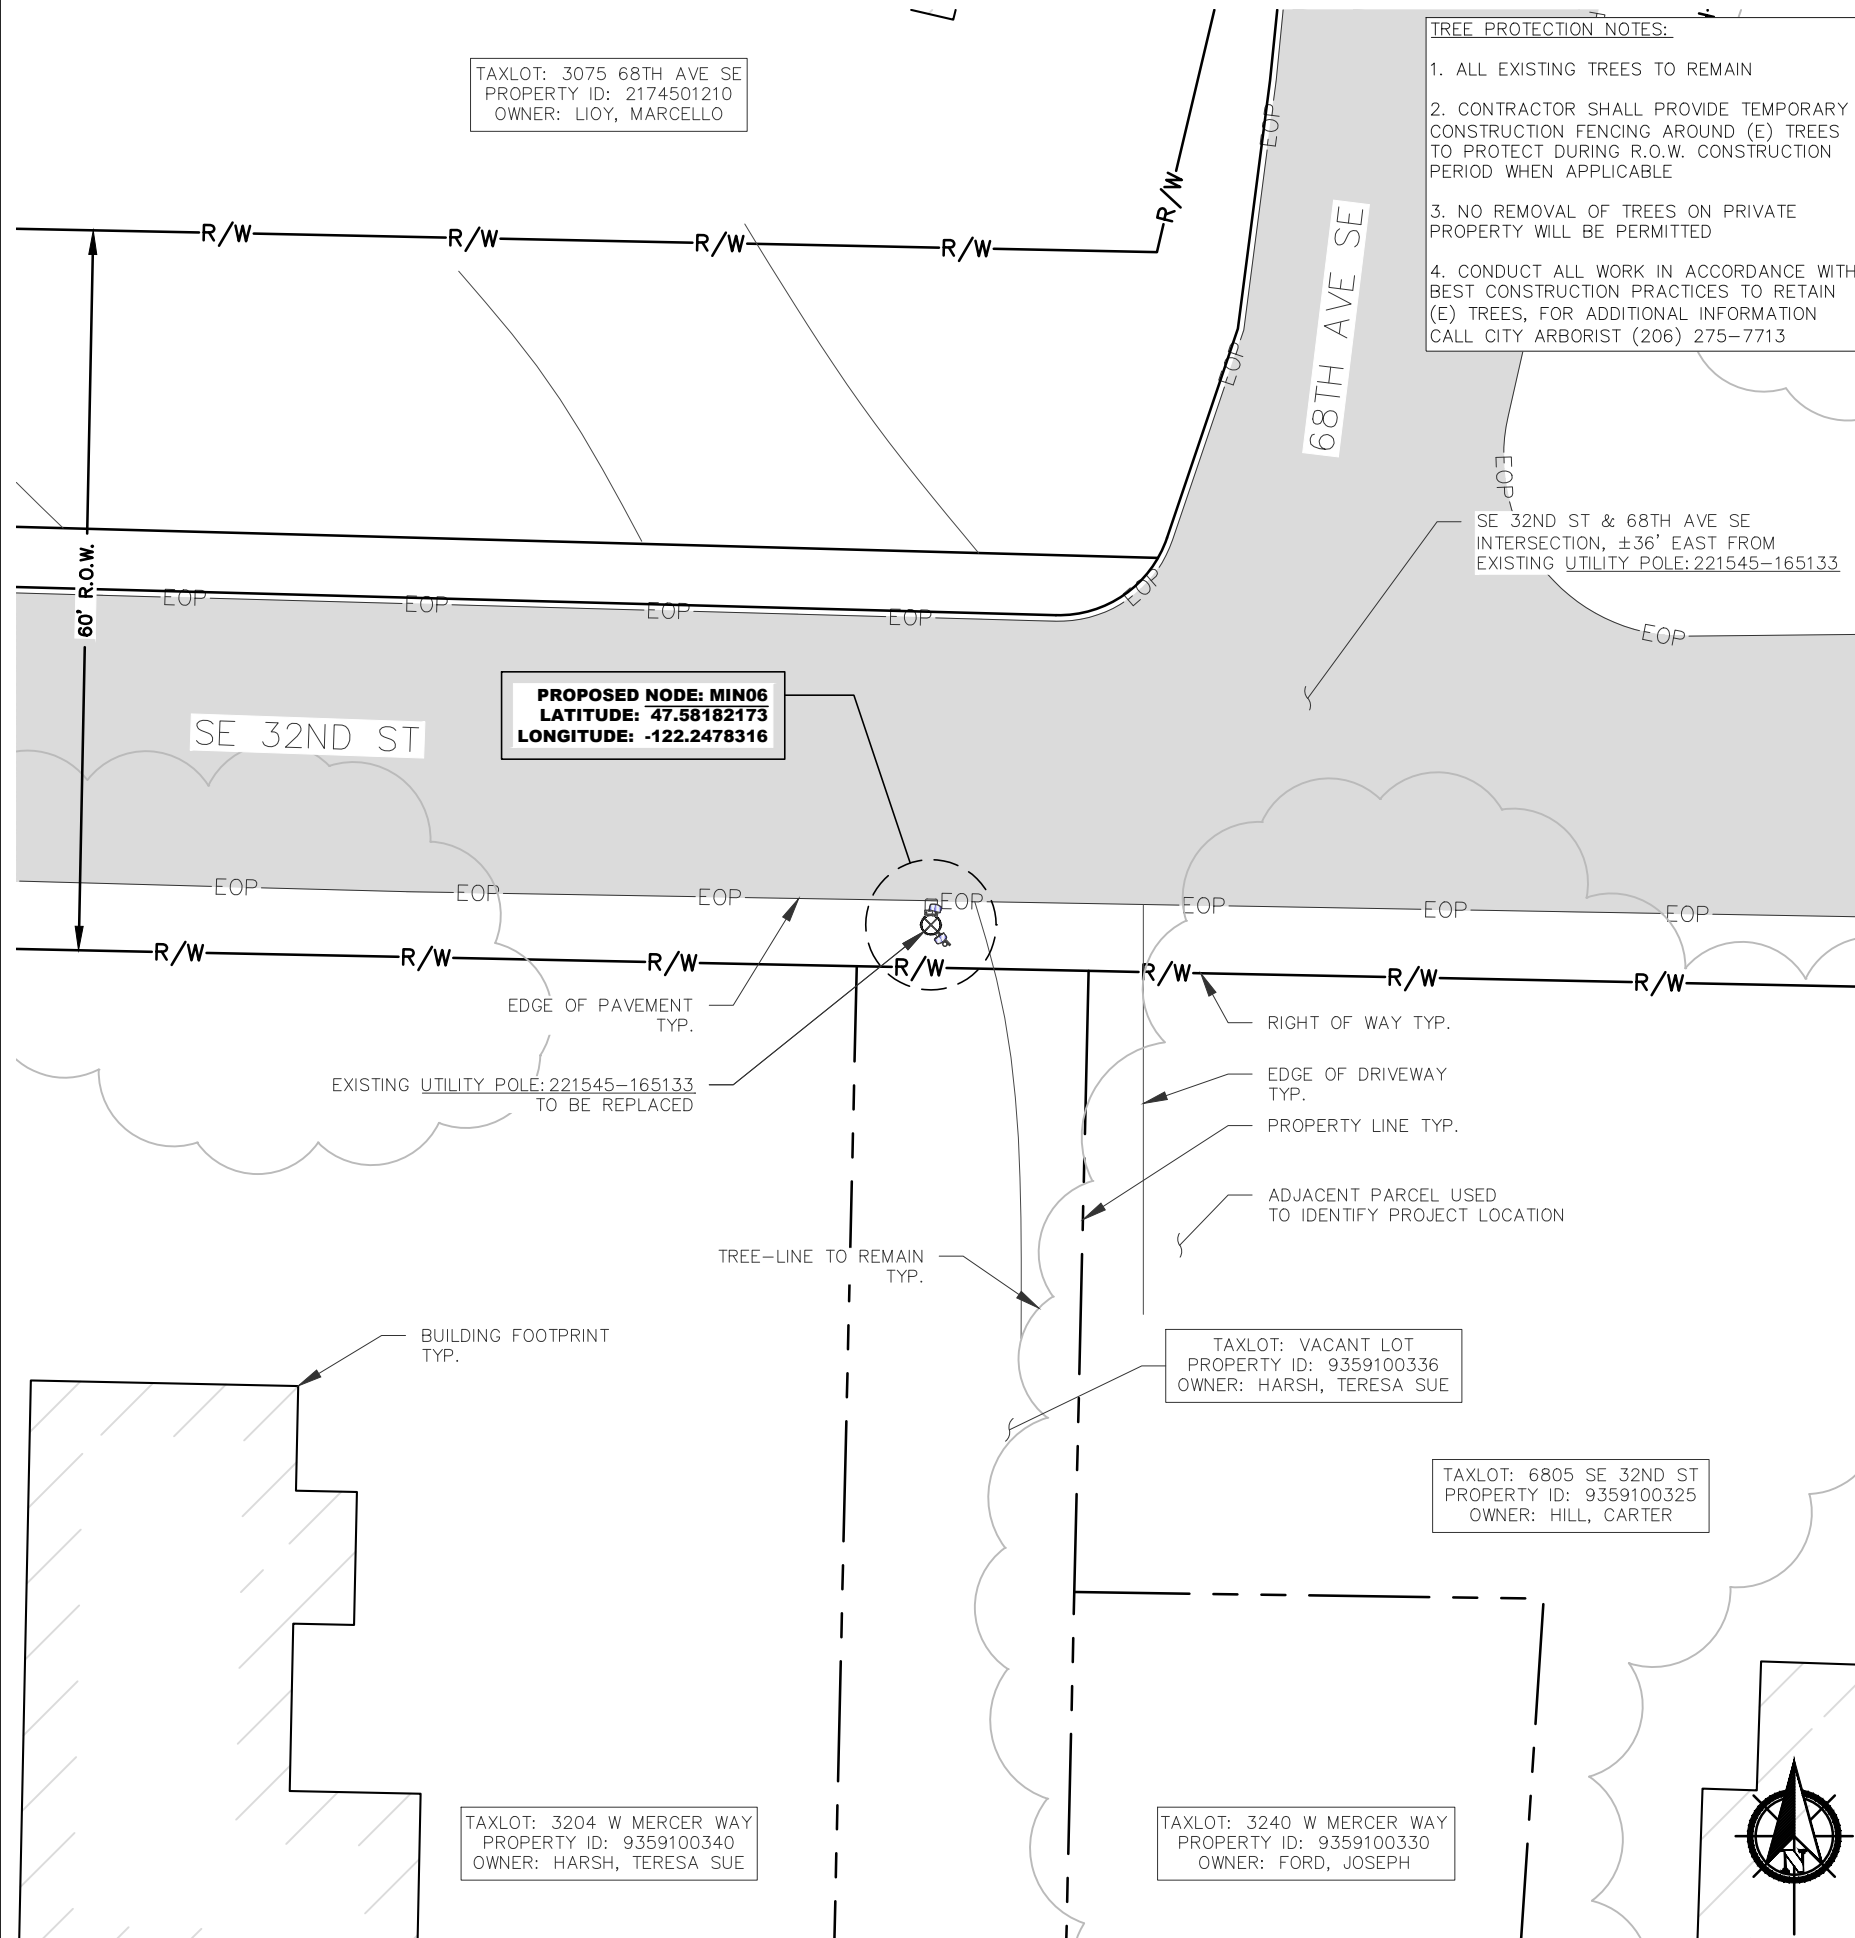 TAXLOT: 3075 68TH AVE SE
PROPERTY ID: 2174501210
OWNER: LIOY, MARCELLO
TREE PROTECTION NOTES:
1. ALL EXISTING TREES TO REMAIN
2. CONTRACTOR SHALL PROVIDE TEMPORARY
CONSTRUCTION FENCING AROUND (E) TREES
TO PROTECT DURING R.O.W. CONSTRUCTION
PERIOD WHEN APPLICABLE
3. NO REMOVAL OF TREES ON PRIVATE
PROPERTY WILL BE PERMITTED
4. CONDUCT ALL WORK IN ACCORDANCE WITH
BEST CONSTRUCTION PRACTICES TO RETAIN
(E) TREES, FOR ADDITIONAL INFORMATION
CALL CITY ARBORIST (206) 275-7713
EOP
R/W
R/W
R/W
R/W
R/W
68TH AVE SE
EOP
EOP
SE 32ND ST & 68TH AVE SE
INTERSECTION, ±36' EAST FROM
EXISTING UTILITY POLE:221545-165133
60' R.O.W.
EOP
EOP
EOP
EOP
EOP
EOP
PROPOSED NODE: MIN06
LATITUDE: 47.58182173
LONGITUDE: -122.2478316
SE 32ND ST
EOP
EOP
EOP
EOP
EOP
EOP
EOP
R/W
R/W
R/W
R/W
R/W
R/W
R/W
EDGE OF PAVEMENT
TYP.
RIGHT OF WAY TYP.
EXISTING UTILITY POLE:221545-165133
TO BE REPLACED
EDGE OF DRIVEWAY
TYP.
PROPERTY LINE TYP.
ADJACENT PARCEL USED
TO IDENTIFY PROJECT LOCATION
TREE-LINE TO REMAIN
TYP.
BUILDING FOOTPRINT
TYP.
TAXLOT: VACANT LOT
PROPERTY ID: 9359100336
OWNER: HARSH, TERESA SUE
TAXLOT: 6805 SE 32ND ST
PROPERTY ID: 9359100325
OWNER: HILL, CARTER
TAXLOT: 3204 W MERCER WAY
PROPERTY ID: 9359100340
OWNER: HARSH, TERESA SUE
TAXLOT: 3240 W MERCER WAY
PROPERTY ID: 9359100330
OWNER: FORD, JOSEPH
N